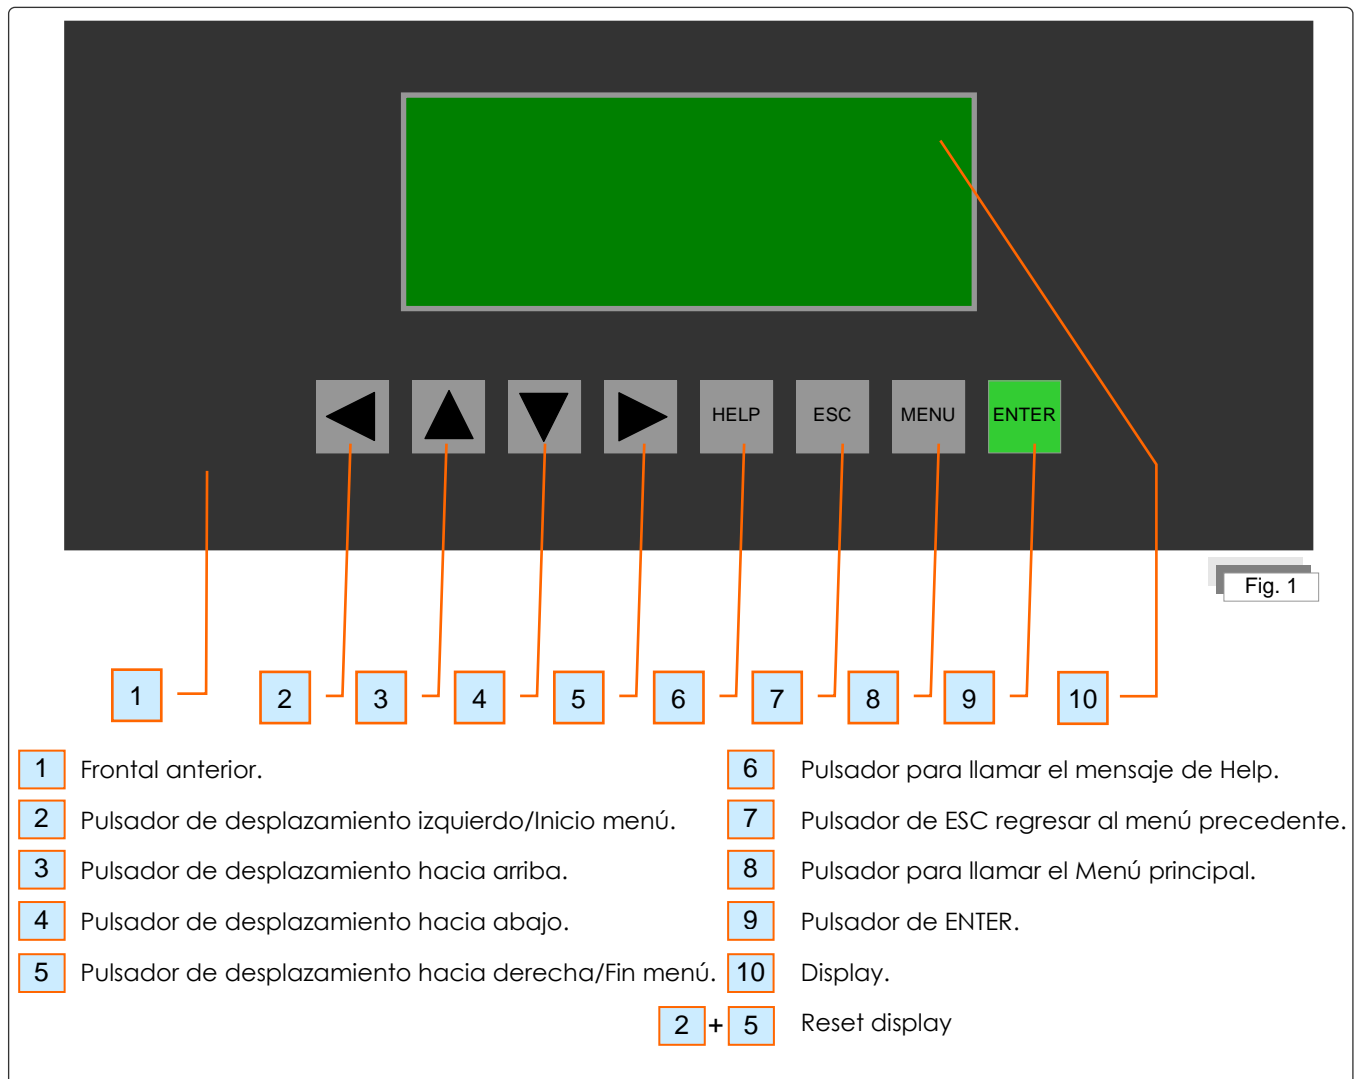 HELP ESC MENU ENTER
Fig. 1
1 2 3 4 5 6 7 8 9 10
1 Frontal anterior.
2 Pulsador de desplazamiento izquierdo/Inicio menú.
3 Pulsador de desplazamiento hacia arriba.
4 Pulsador de desplazamiento hacia abajo.
5 Pulsador de desplazamiento hacia derecha/Fin menú.
6 Pulsador para llamar el mensaje de Help.
7 Pulsador de ESC regresar al menú precedente.
8 Pulsador para llamar el Menú principal.
9 Pulsador de ENTER.
10 Display.
2 + 5 Reset display